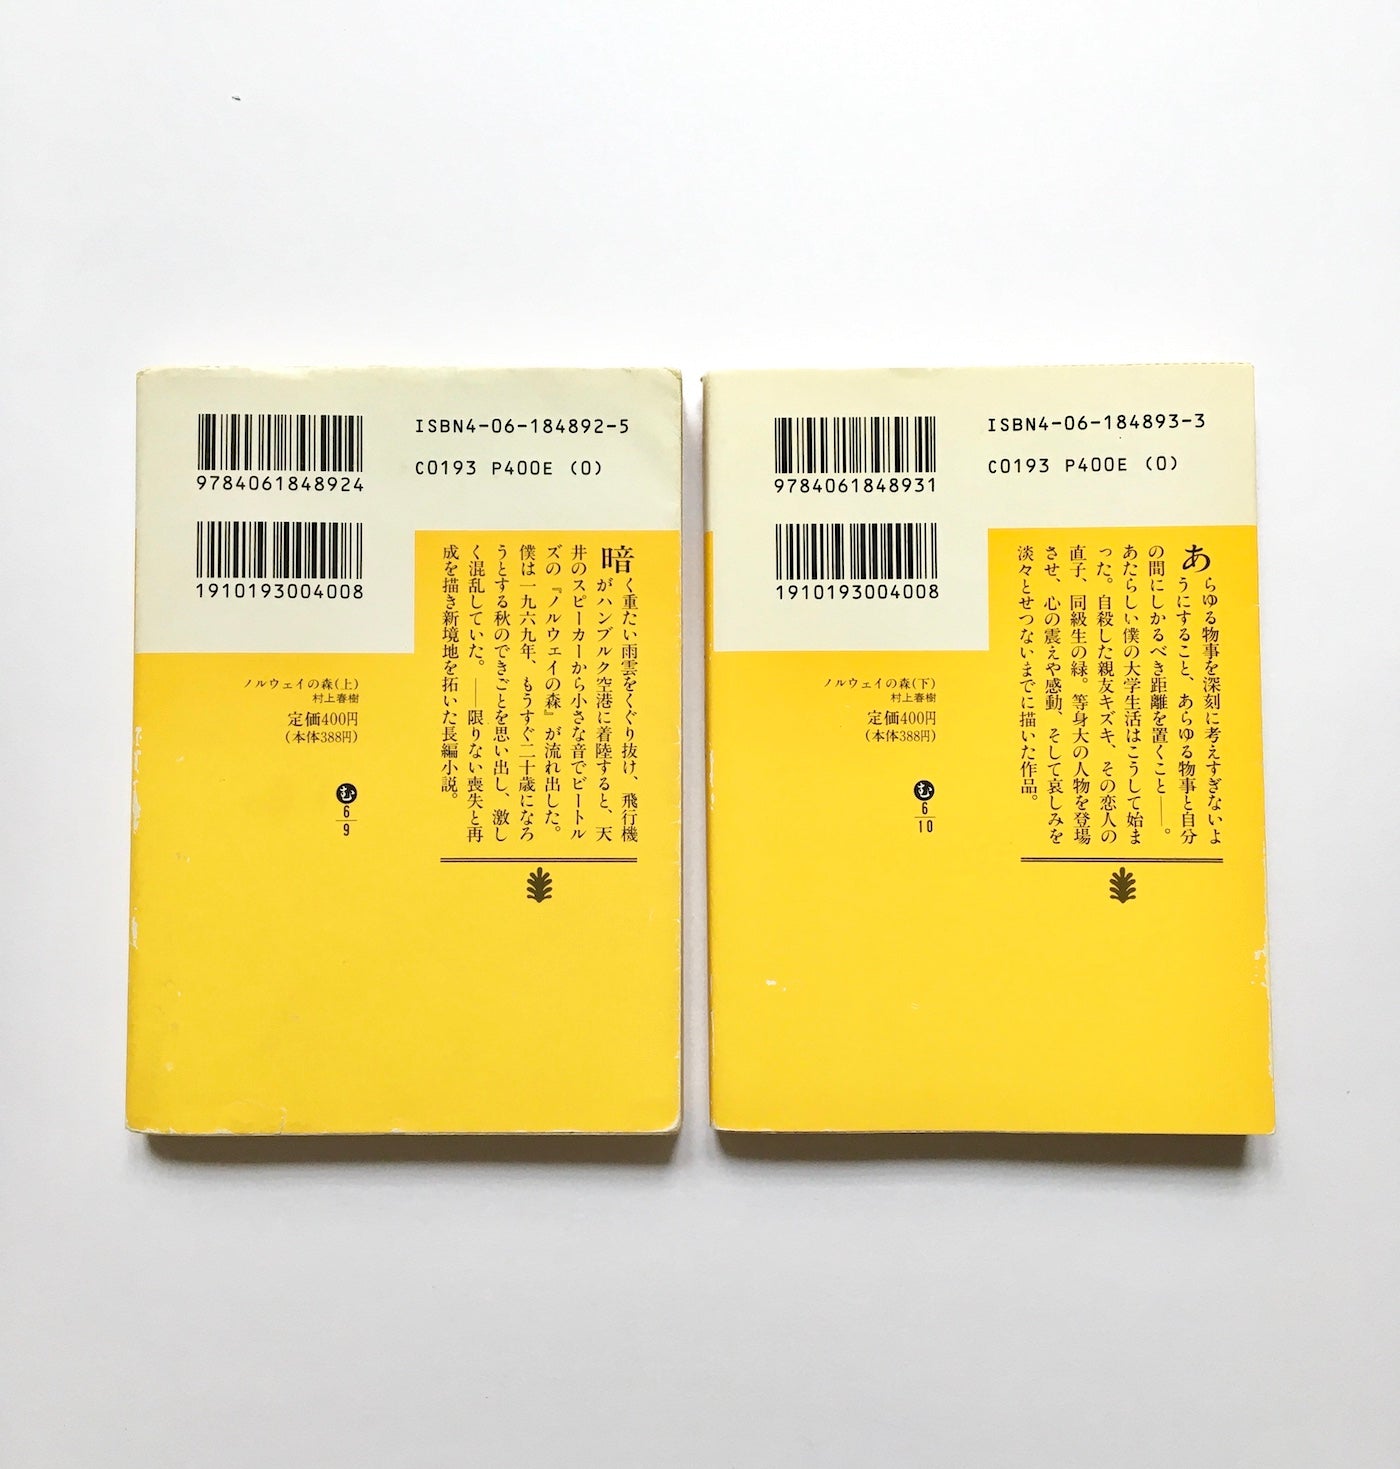 9784061848924
ISBN4-06-184892-5
C0193 P400E (0)
1910193004008
暗く重たい雨雲をくぐり抜け、飛行機
がハンブルク空港に着陸すると、天
井のスピーカーから小さな音でビートル
ズの『ノルウェイの森』が流れ出した。
僕は一九六九年、もうすぐ二十歳になろ
うとする秋のできごとを思い出し、激し
く混乱していた。――限りない喪失と再
成を描き新境地を拓いた長編小説。
ノルウェイの森(上)
村上春樹
定価400円
(本体388円)
む
6
9
9784061848931
ISBN4-06-184893-3
C0193 P400E (0)
1910193004008
あらゆる物事を深刻に考えすぎないよ
うにすること、あらゆる物事と自分
の間にしかるべき距離を置くこと――。
あたらしい僕の大学生活はこうして始ま
った。自殺した親友キズキ、その恋人の
直子、同級生の緑。等身大の人物を登場
させ、心の震えや感動、そして哀しみを
淡々とせつないまでに描いた作品。
ノルウェイの森(下)
村上春樹
定価400円
(本体388円)
む
6
10